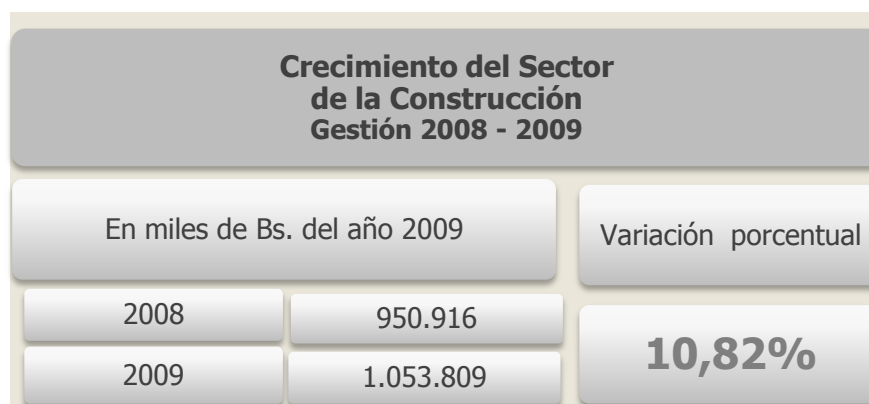 Crecimiento del Sector
de la Construcción
Gestión 2008 - 2009
En miles de Bs. del año 2009
Variación porcentual
2008
950.916
2009
1.053.809
10,82%